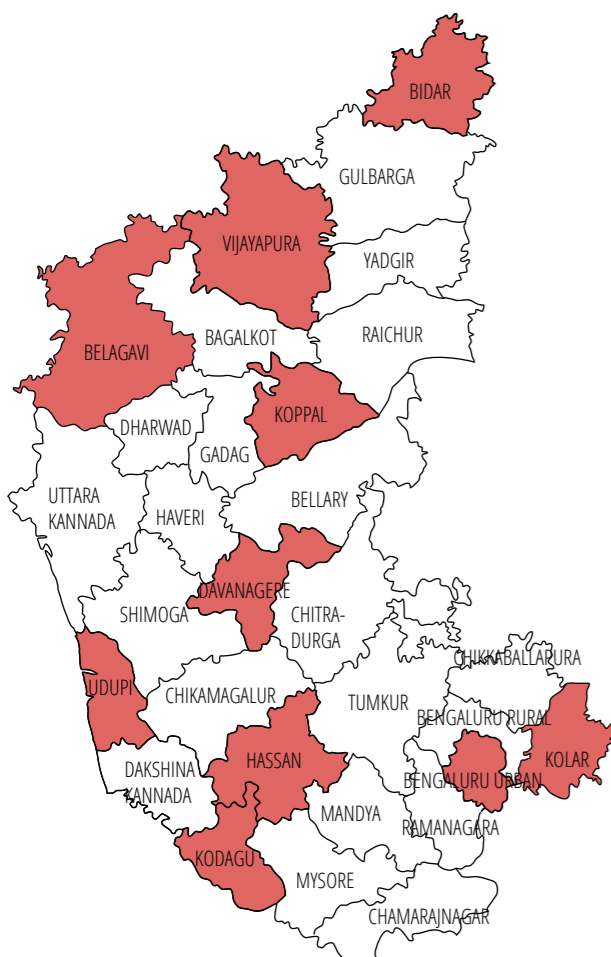 BIDAR
GULBARGA
VIJAYAPURA
YADGIR
RAICHUR
BAGALKOT
BELAGAVI
KOPPAL
DHARWAD
GADAG
UTTARA
KANNADA
HAVERI
BELLARY
DAVANAGERE
SHIMOGA
CHITRA-
DURGA
CHIKKABALLAPURA
UDUPI
CHIKAMAGALUR
TUMKUR
BENGALURU RURAL
HASSAN
KOLAR
DAKSHINA
KANNADA
BENGALURU URBAN
MANDYA
RAMANAGARA
KODAGU
MYSORE
CHAMARAJNAGAR